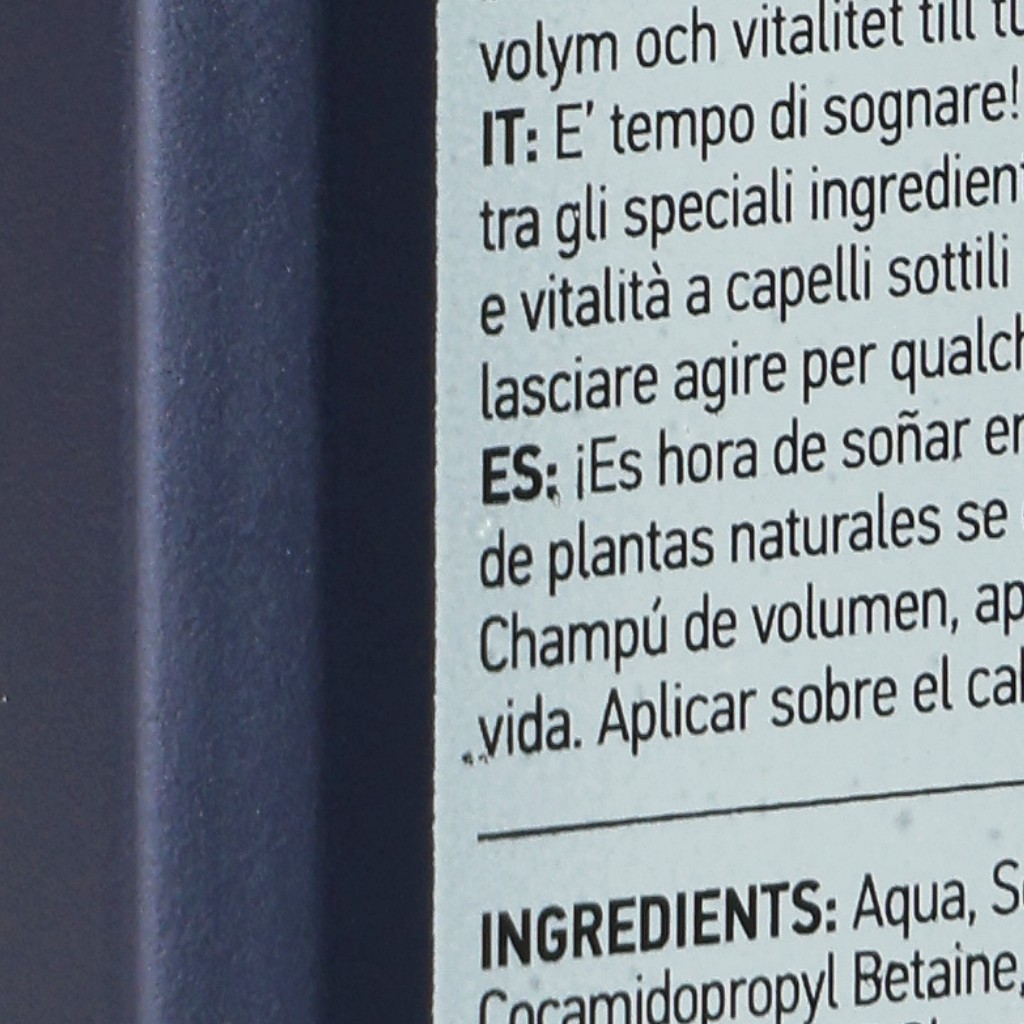 volym och vitalitet till
IT: E' tempo di sognare!
tra gli speciali ingredient
e vitalità a capelli sottili
lasciare agire per qualch
ES: ¡Es hora de soñar en
de plantas naturales se
Champú de volumen, ap
vida. Aplicar sobre el cab
INGREDIENTS: Aqua, So
Cocamidopropyl Betaine,